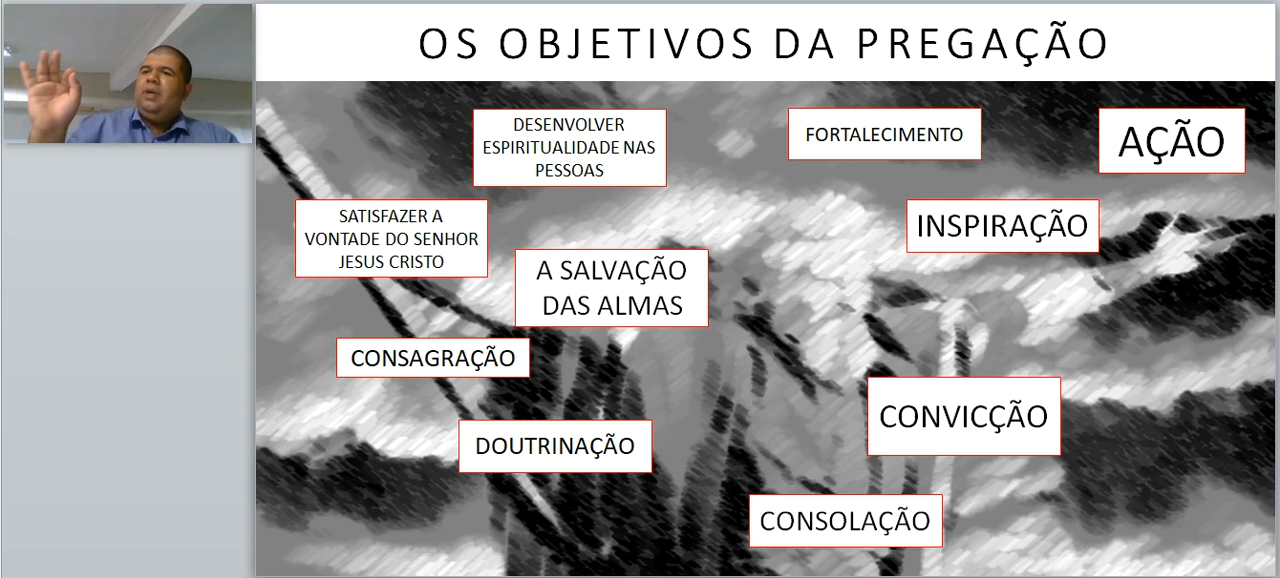 OS OBJETIVOS DA PREGAÇÃO
DESENVOLVER
ESPIRITUALIDADE NAS
PESSOAS
FORTALECIMENTO
AÇÃO
SATISFAZER A
VONTADE DO SENHOR
JESUS CRISTO
INSPIRAÇÃO
A SALVAÇÃO
DAS ALMAS
CONSAGRAÇÃO
CONVICÇÃO
DOUTRINAÇÃO
CONSOLAÇÃO